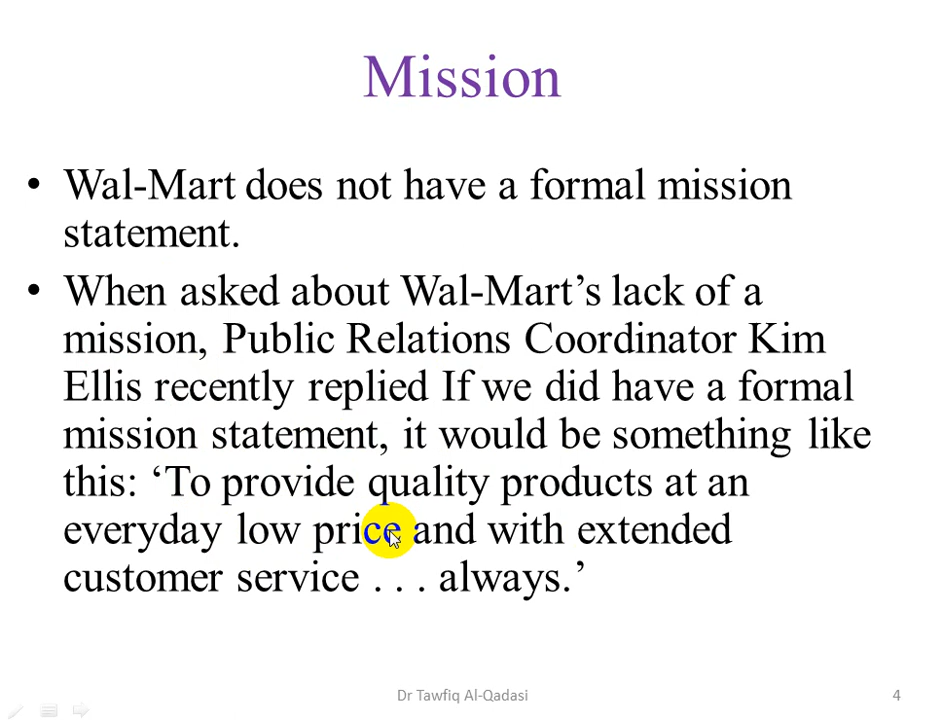 Mission
• Wal-Mart does not have a formal mission
statement.
• When asked about Wal-Mart’s lack of a
mission, Public Relations Coordinator Kim
Ellis recently replied If we did have a formal
mission statement, it would be something like
this: ‘To provide quality products at an
everyday low price and with extended
customer service . . . always.’
Dr Tawfiq Al-Qadasi
4